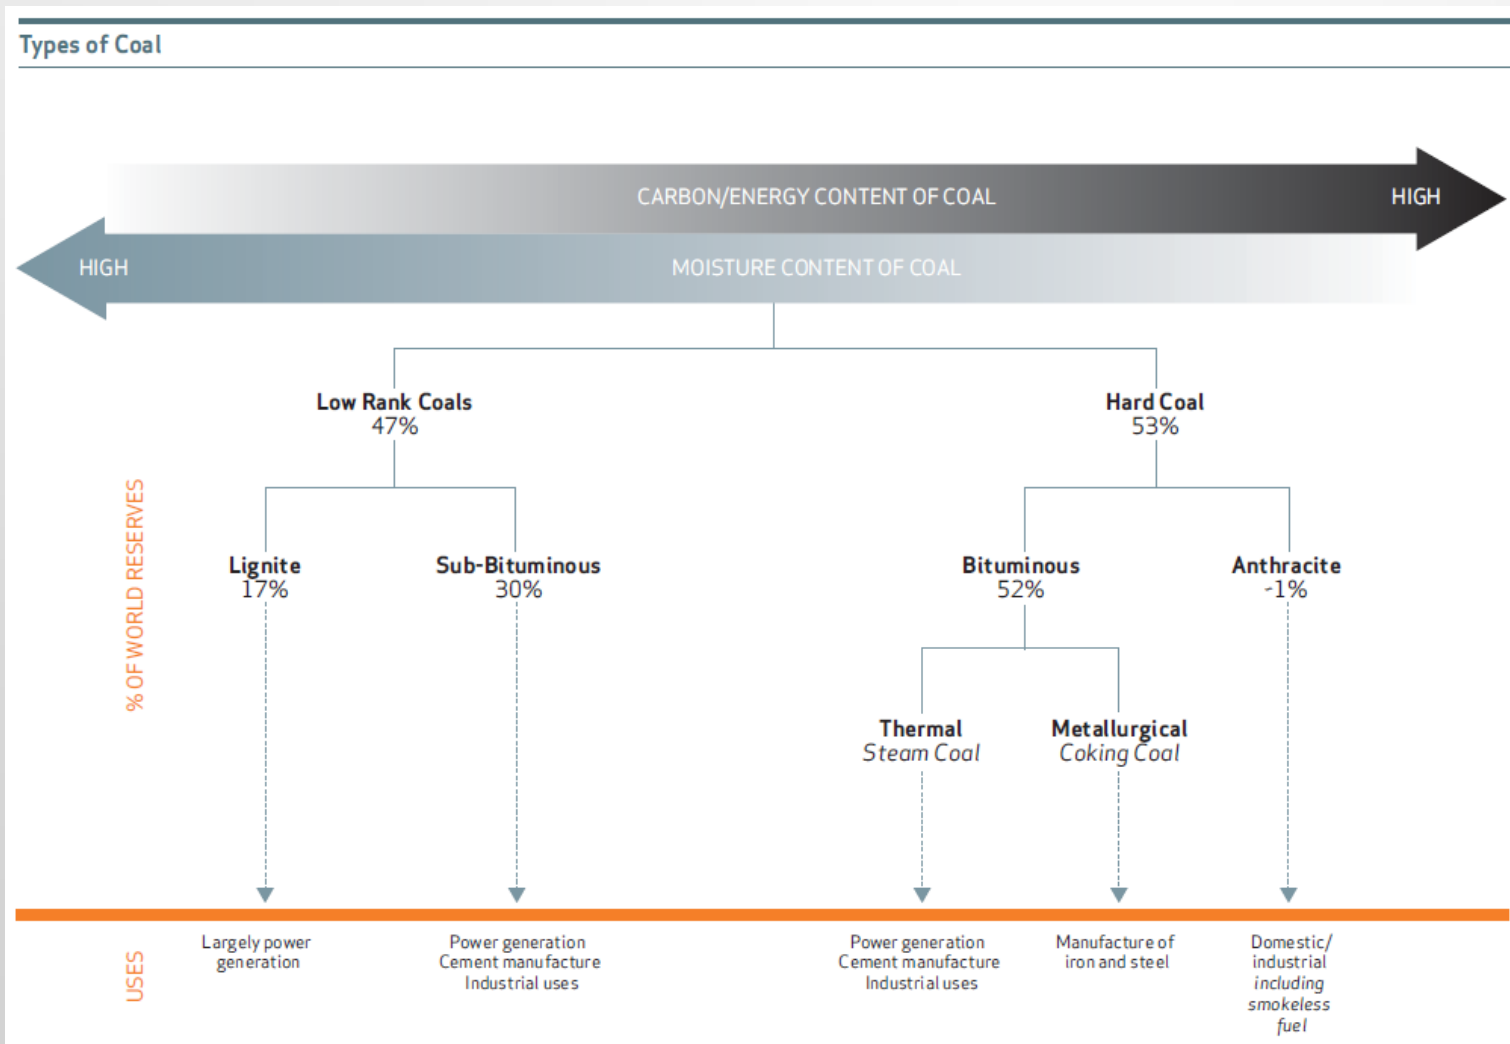 Types of Coal
CARBON/ENERGY CONTENT OF COAL
HIGH
HIGH
MOISTURE CONTENT OF COAL
Low Rank Coals
47%
Hard Coal
53%
% OF WORLD RESERVES
Lignite
17%
Sub-Bituminous
30%
Bituminous
52%
Anthracite
~1%
Thermal
Steam Coal
Metallurgical
Coking Coal
USES
Largely power
generation
Power generation
Cement manufacture
Industrial uses
Power generation
Cement manufacture
Industrial uses
Manufacture of
iron and steel
Domestic/
industrial
including
smokeless
fuel